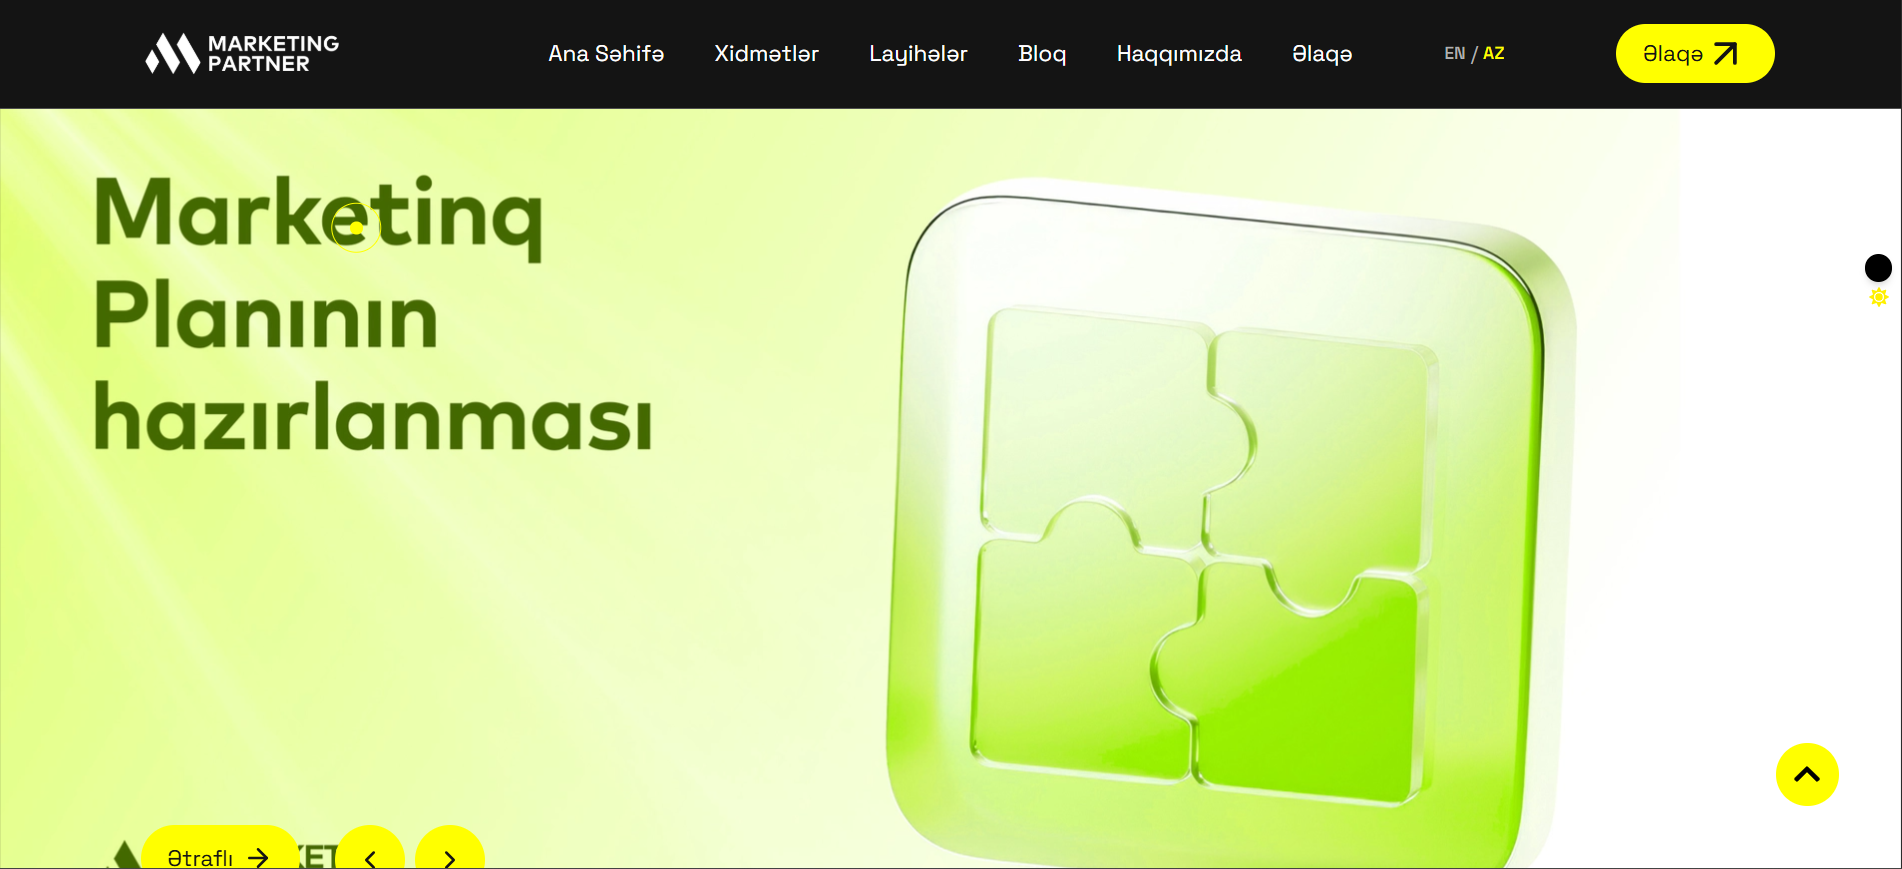 MARKETING
PARTNER
Ana Səhifə
Xidmətlər
Layihələr
Bloq
Haqqımızda
Əlaqə
EN / AZ
Əlaqə
Marketinq
Planının
hazırlanması
Ətraflı